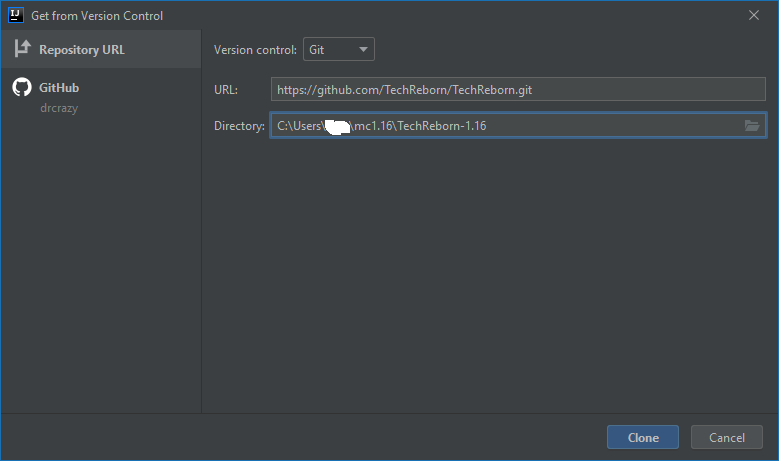 IJ
Get from Version Control
Repository URL
GitHub
drcrazy
Version control: Git
URL: https://github.com/TechReborn/TechReborn.git
Directory: C:\Users\ \mc1.16\TechReborn-1.16
Clone
Cancel